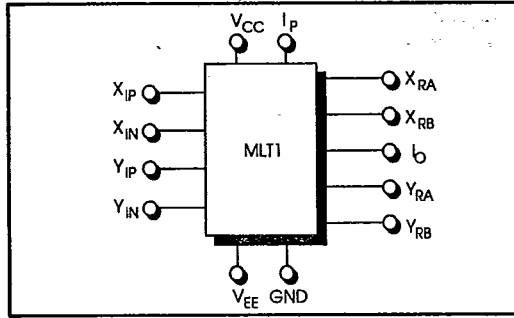 VCC IP
XIP
XIN
YIP
YIN
MLT1
XRA
XRB
IO
YRA
YRB
VEE GND